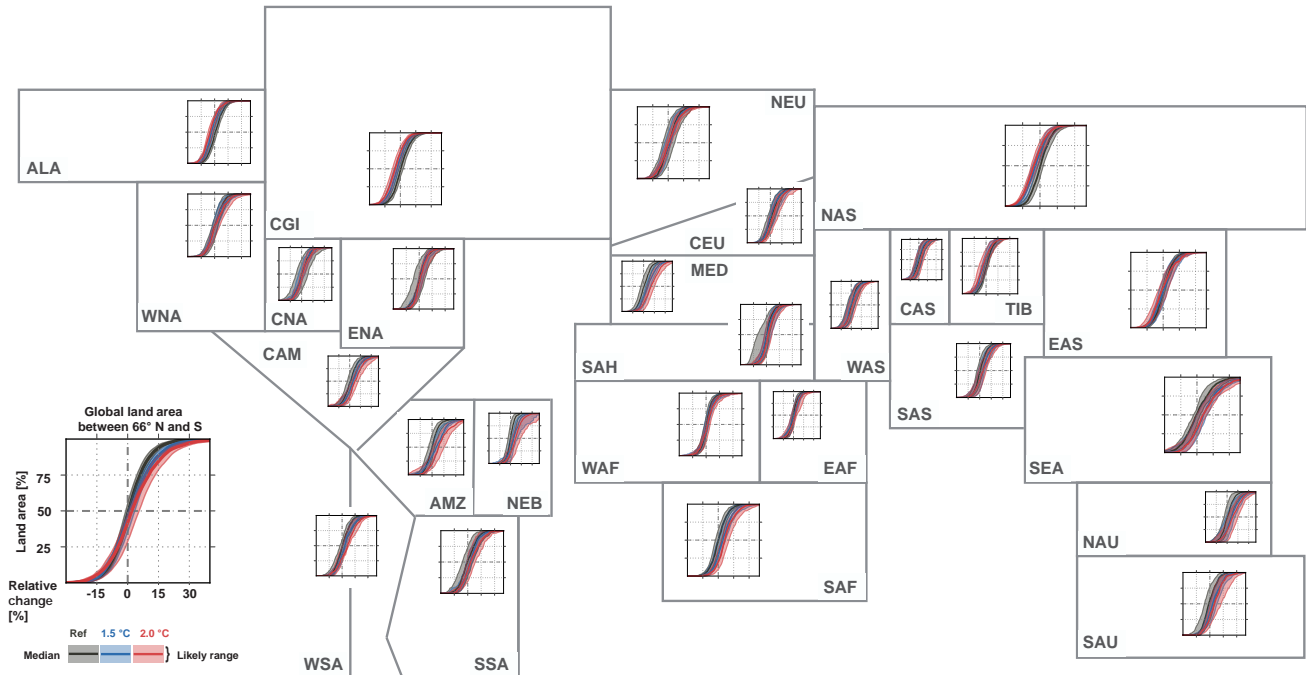 NEU
ALA
CGI
NAS
CEU
MED
WNA
CNA
ENA
CAS
TIB
CAM
SAH
WAS
EAS
SAS
Global land area
between 66° N and S
Land area [%]
75
50
25
WAF
EAF
SEA
AMZ
NEB
NAU
Relative
change
[%]
-15
0
15
30
SAF
Ref
1.5 °C
2.0 °C
Median
}
Likely range
WSA
SSA
SAU